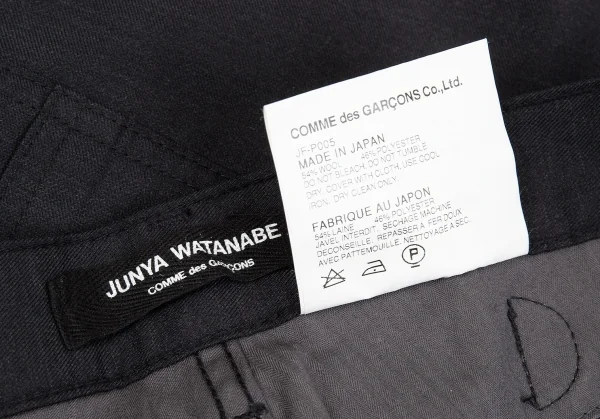 COMME des GARÇONS Co.,Ltd.
JF-P005
MADE IN JAPAN
54% WOOL 46% POLYESTER
DO NOT BLEACH, DO NOT TUMBLE
DRY, COVER WITH CLOTH, USE COOL
IRON, DRY CLEAN ONLY.
FABRIQUE AU JAPON
54% LAINE 46% POLYESTER
JAVEL INTERDIT. SECHAGE MACHINE
DECONSEILLE. REPASSER A FER DOUX
AVEC PATTEMOUILLE. NETTOYAGE A SEC.
P
JUNYA WATANABE
COMME des GARÇONS